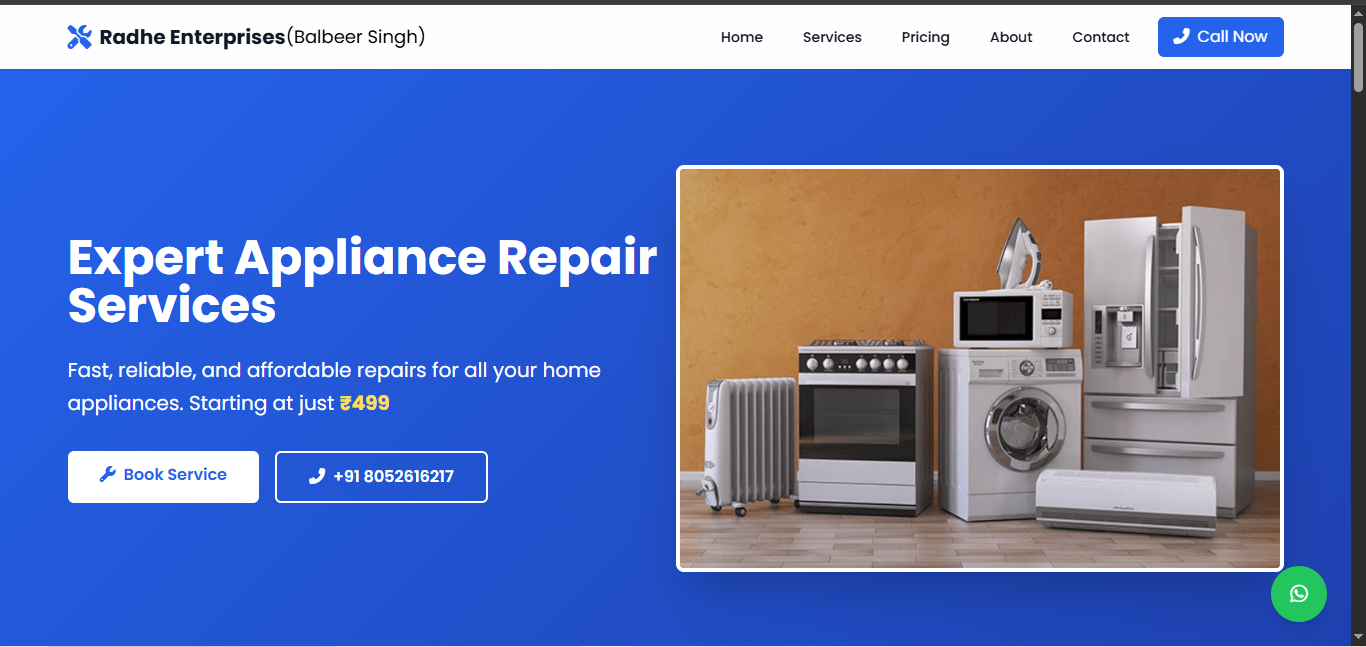 Radhe Enterprises(Balbeer Singh)
Home Services Pricing About Contact Call Now
Expert Appliance Repair
Services
Fast, reliable, and affordable repairs for all your home
appliances. Starting at just ₹499
Book Service +91 8052616217